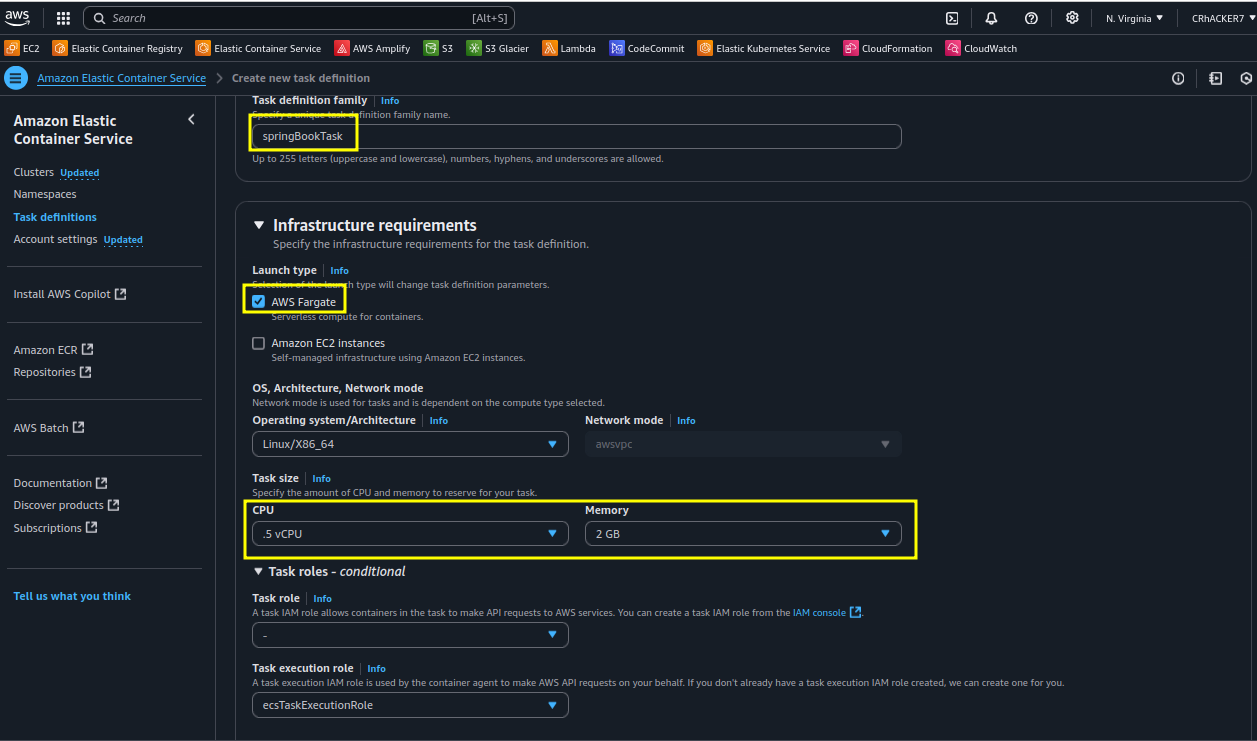 aws Search [Alt+S] N. Virginia CRhACKER7
EC2 Elastic Container Registry Elastic Container Service AWS Amplify S3 S3 Glacier Lambda CodeCommit Elastic Kubernetes Service CloudFormation CloudWatch
Amazon Elastic Container Service Create new task definition
Amazon Elastic
Container Service
Clusters Updated
Namespaces
Task definitions
Account settings Updated
Install AWS Copilot
Amazon ECR
Repositories
AWS Batch
Documentation
Discover products
Subscriptions
Tell us what you think
Task definition family Info
Specify a unique task definition family name.
springBookTask
Up to 255 letters (uppercase and lowercase), numbers, hyphens, and underscores are allowed.
Infrastructure requirements
Specify the infrastructure requirements for the task definition.
Launch type Info
Selection of the launch type will change task definition parameters.
AWS Fargate
Serverless compute for containers.
Amazon EC2 instances
Self-managed infrastructure using Amazon EC2 instances.
OS, Architecture, Network mode
Network mode is used for tasks and is dependent on the compute type selected.
Operating system/Architecture Info Network mode Info
Linux/X86_64 awsvpc
Task size Info
Specify the amount of CPU and memory to reserve for your task.
CPU Memory
.5 vCPU 2 GB
Task roles - conditional
Task role Info
A task IAM role allows containers in the task to make API requests to AWS services. You can create a task IAM role from the IAM console.
-
Task execution role Info
A task execution IAM role is used by the container agent to make AWS API requests on your behalf. If you don't already have a task execution IAM role created, we can create one for you.
ecsTaskExecutionRole